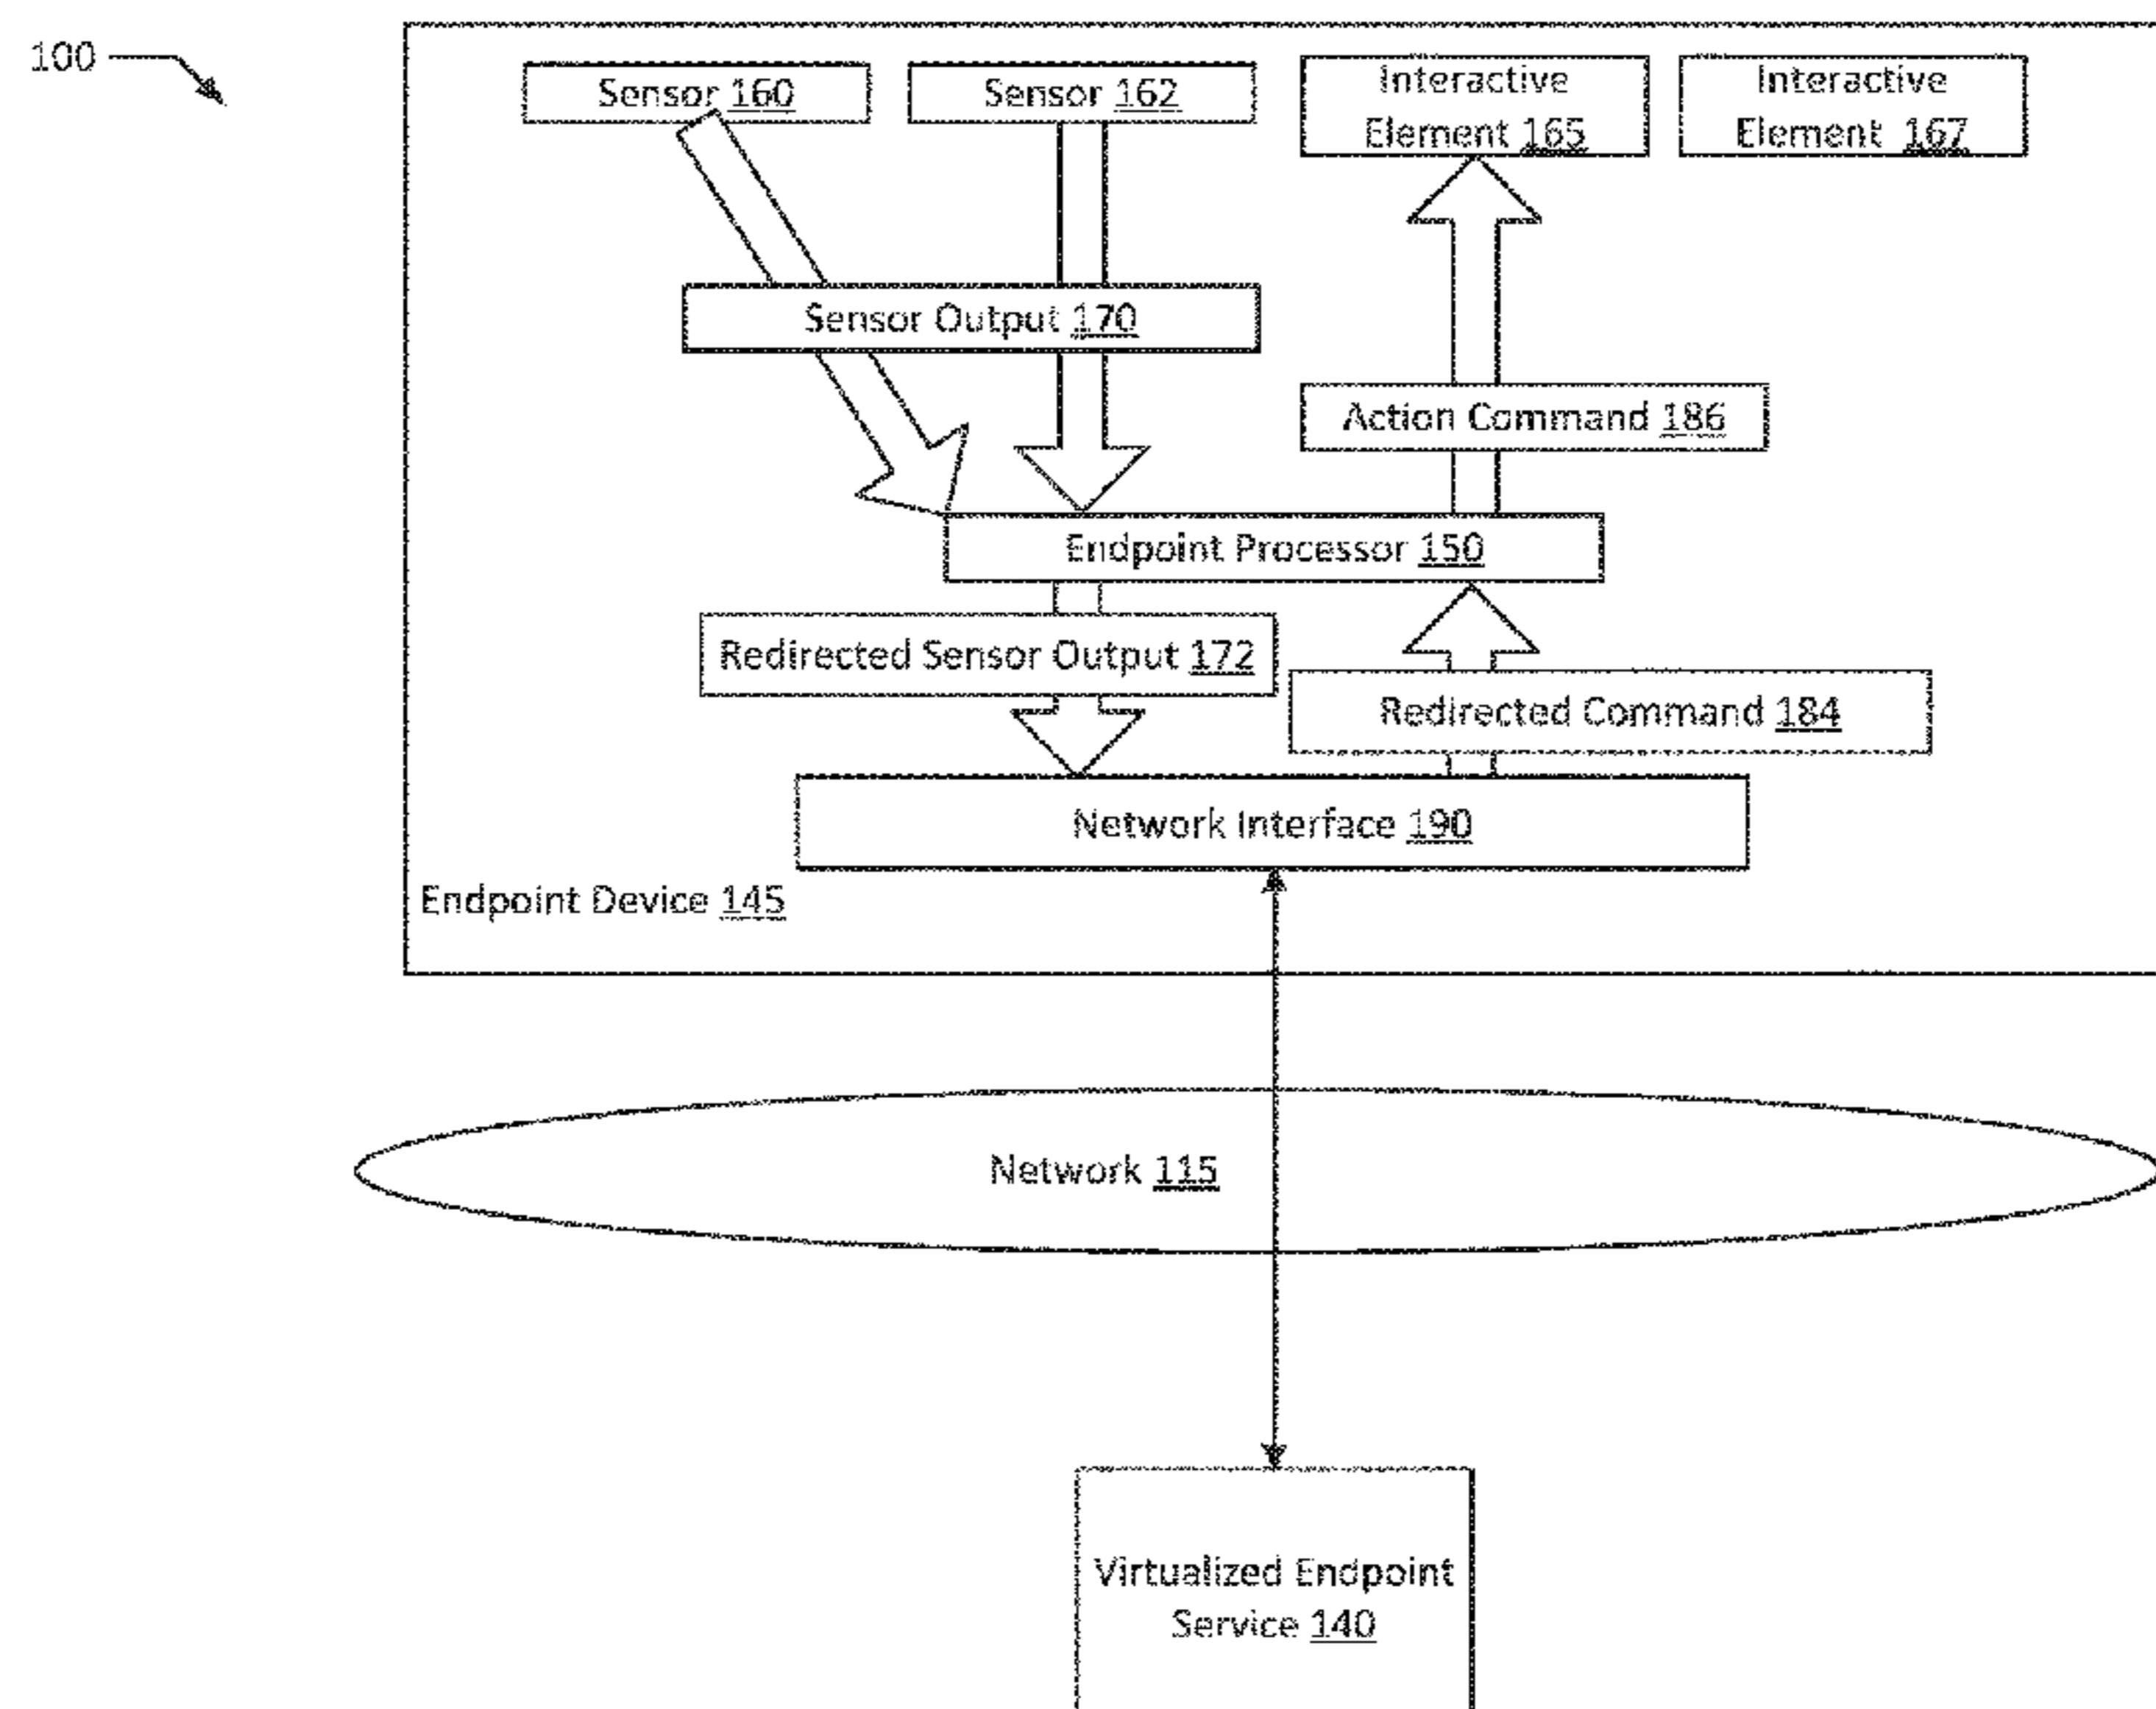 100
Sensor 160
Sensor 162
Interactive
Element 165
Interactive
Element 167
Sensor Output 170
Action Command 186
Endpoint Processor 150
Redirected Sensor Output 172
Redirected Command 184
Network Interface 190
Endpoint Device 145
Network 115
Virtualized Endpoint
Service 140